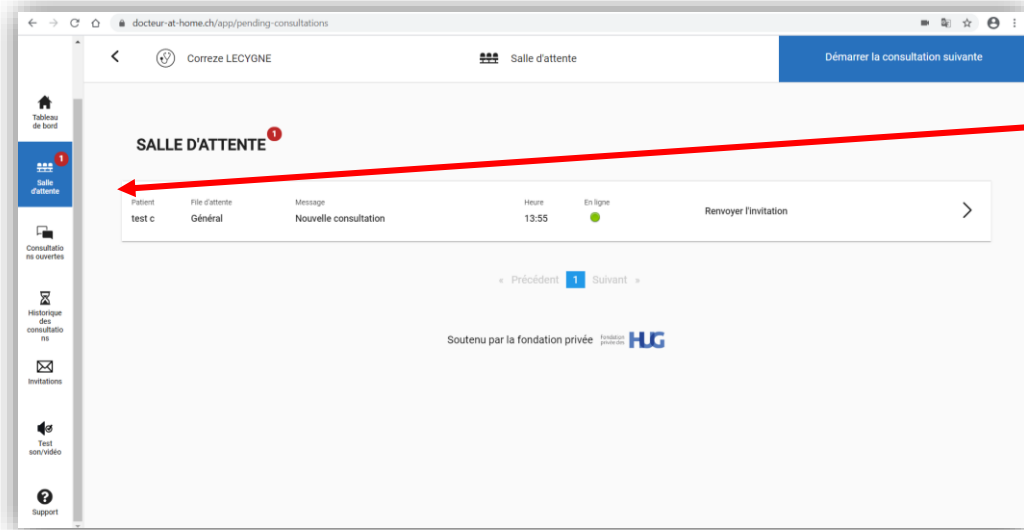 docteur-at-home.ch/app/pending-consultations
Correze LECYGNE
Salle d'attente
Démarrer la consultation suivante
Tableau
de bord
1
Salle
d'attente
Consultatio
ns ouvertes
Historique
des
consultatio
ns
Invitations
Test
son/vidéo
Support
SALLE D'ATTENTE 1
Patient File d'attente Message Heure En ligne
test c Général Nouvelle consultation 13:55 Renvoyer l'invitation
« Précédent 1 Suivant »
Soutenu par la fondation privée Fondation privée des HUG